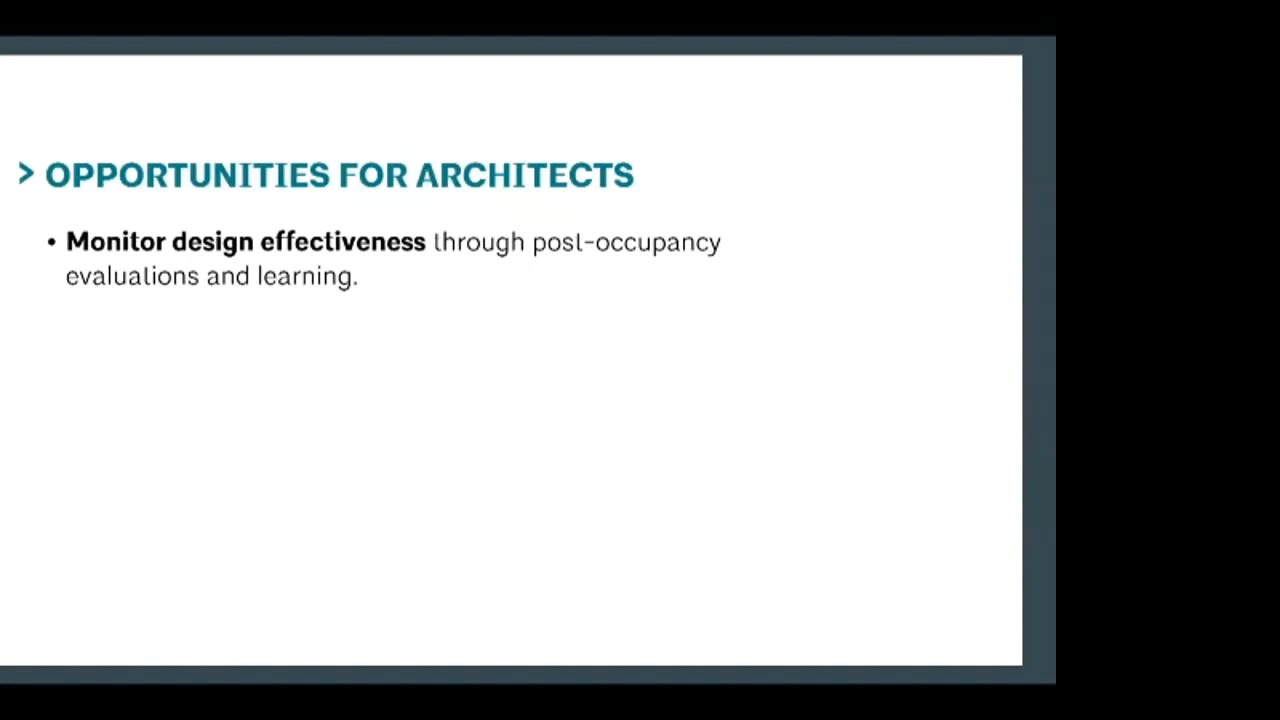 > OPPORTUNITIES FOR ARCHITECTS
• Monitor design effectiveness through post-occupancy
evaluations and learning.